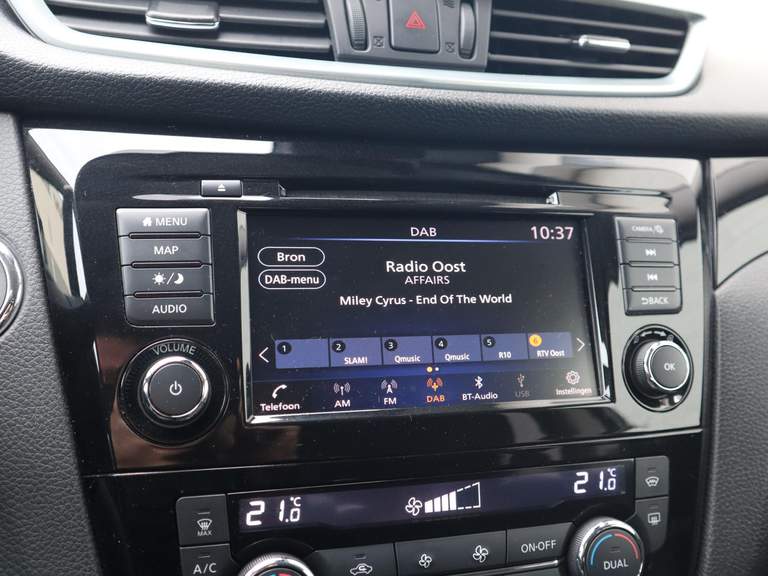 MENU
MAP
AUDIO
VOLUME
DAB 10:37
Bron
DAB-menu
Radio Oost
AFFAIRS
Miley Cyrus - End Of The World
1 2 3 4 5 6
SLAM! Qmusic Qmusic R10 RTV Oost
Telefoon AM FM DAB BT-Audio USB Instellingen
CAMERA
BACK
OK
21.0 °C 21.0 °C
MAX
A/C
ON·OFF
DUAL